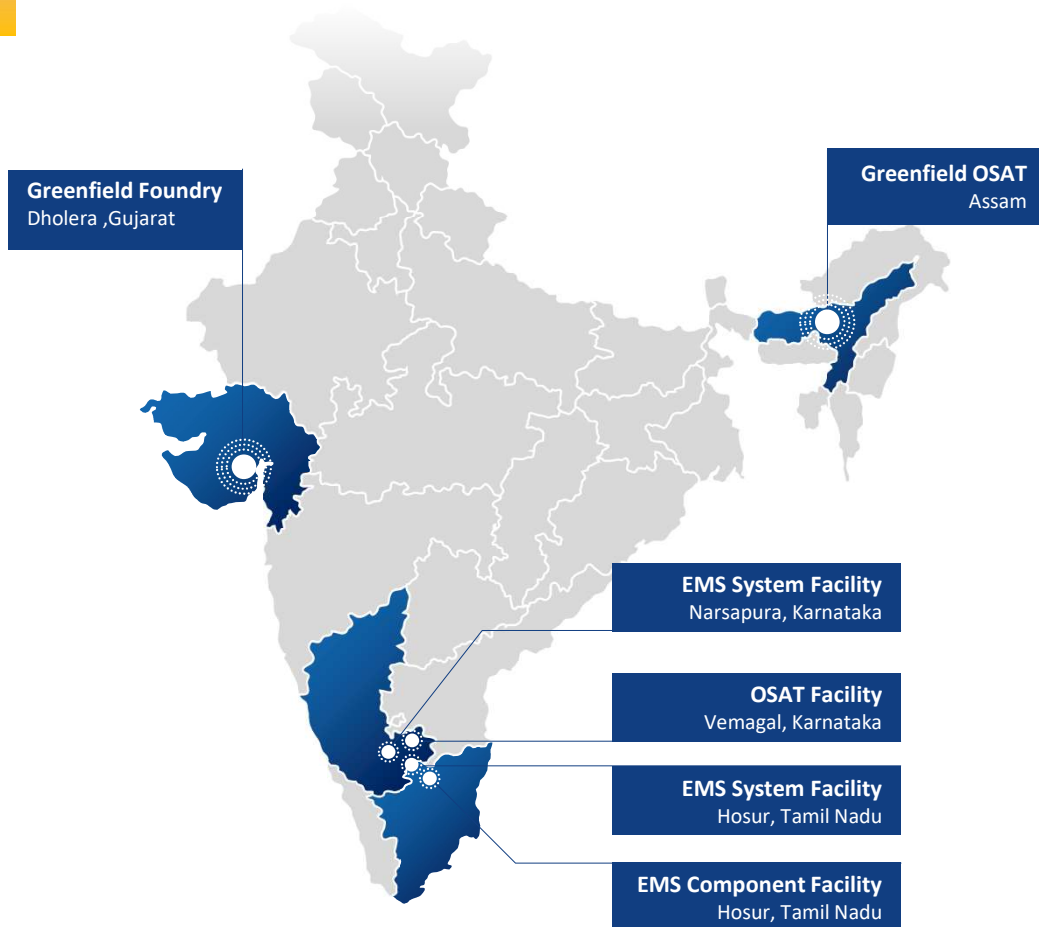 Greenfield Foundry
Dholera ,Gujarat
Greenfield OSAT
Assam
EMS System Facility
Narsapura, Karnataka
OSAT Facility
Vemagal, Karnataka
EMS System Facility
Hosur, Tamil Nadu
EMS Component Facility
Hosur, Tamil Nadu